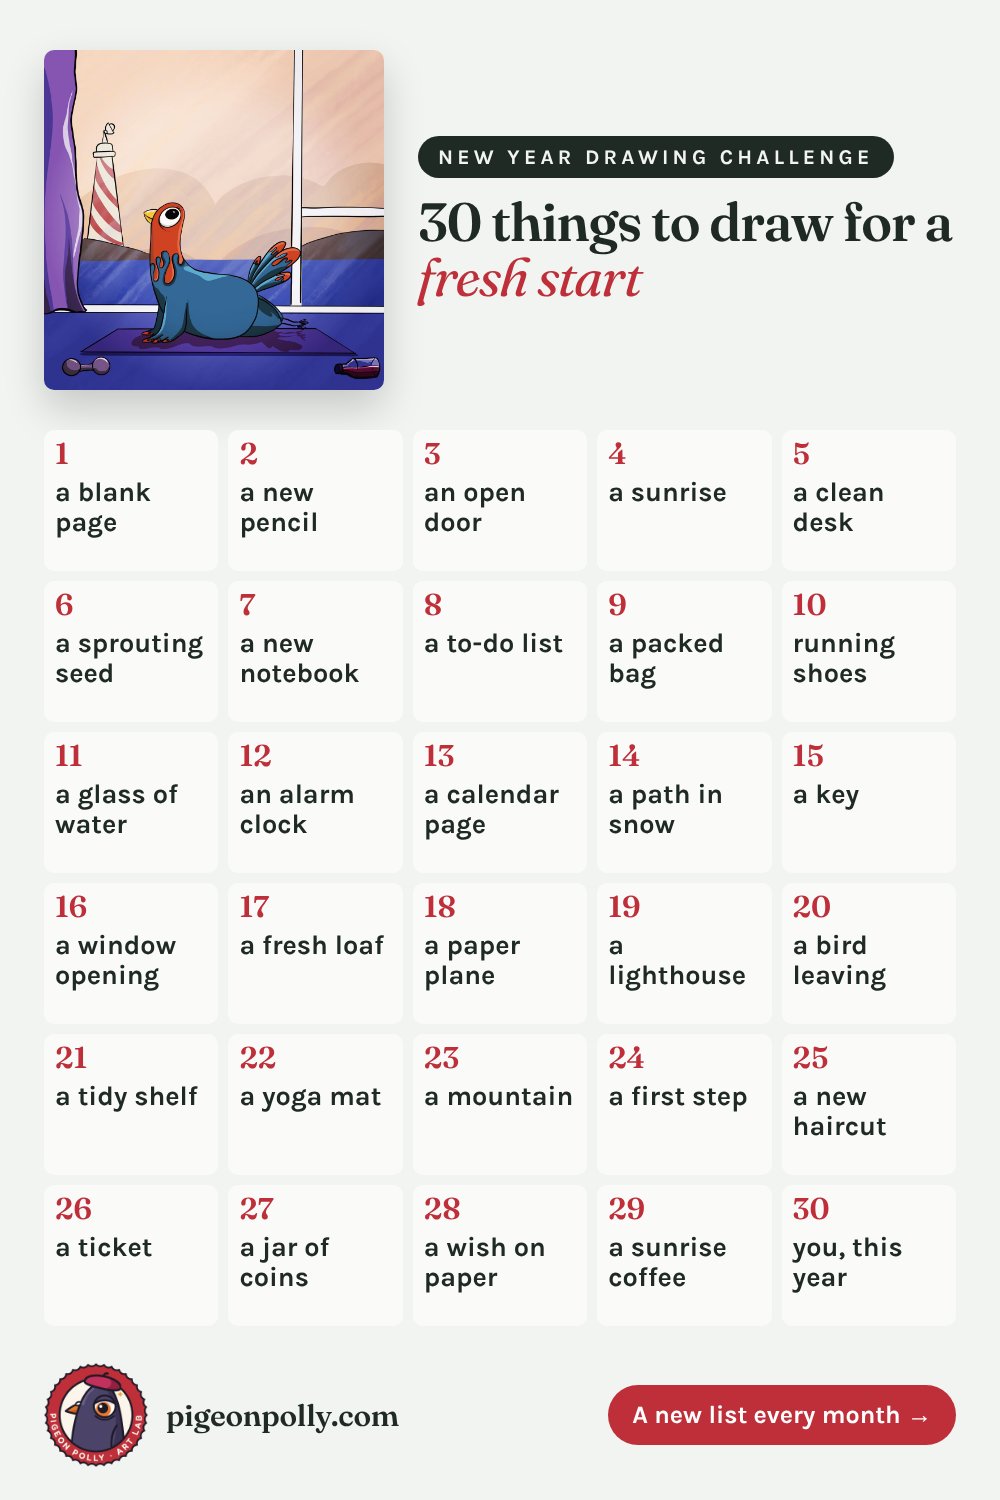 NEW YEAR DRAWING CHALLENGE
30 things to draw for a
fresh start
1
a blank
page
2
a new
pencil
3
an open
door
4
a sunrise
5
a clean
desk
6
a sprouting
seed
7
a new
notebook
8
a to-do list
9
a packed
bag
10
running
shoes
11
a glass of
water
12
an alarm
clock
13
a calendar
page
14
a path in
snow
15
a key
16
a window
opening
17
a fresh loaf
18
a paper
plane
19
a
lighthouse
20
a bird
leaving
21
a tidy shelf
22
a yoga mat
23
a mountain
24
a first step
25
a new
haircut
26
a ticket
27
a jar of
coins
28
a wish on
paper
29
a sunrise
coffee
30
you, this
year
PIGEON POLLY · ART LAB
pigeonpolly.com
A new list every month →